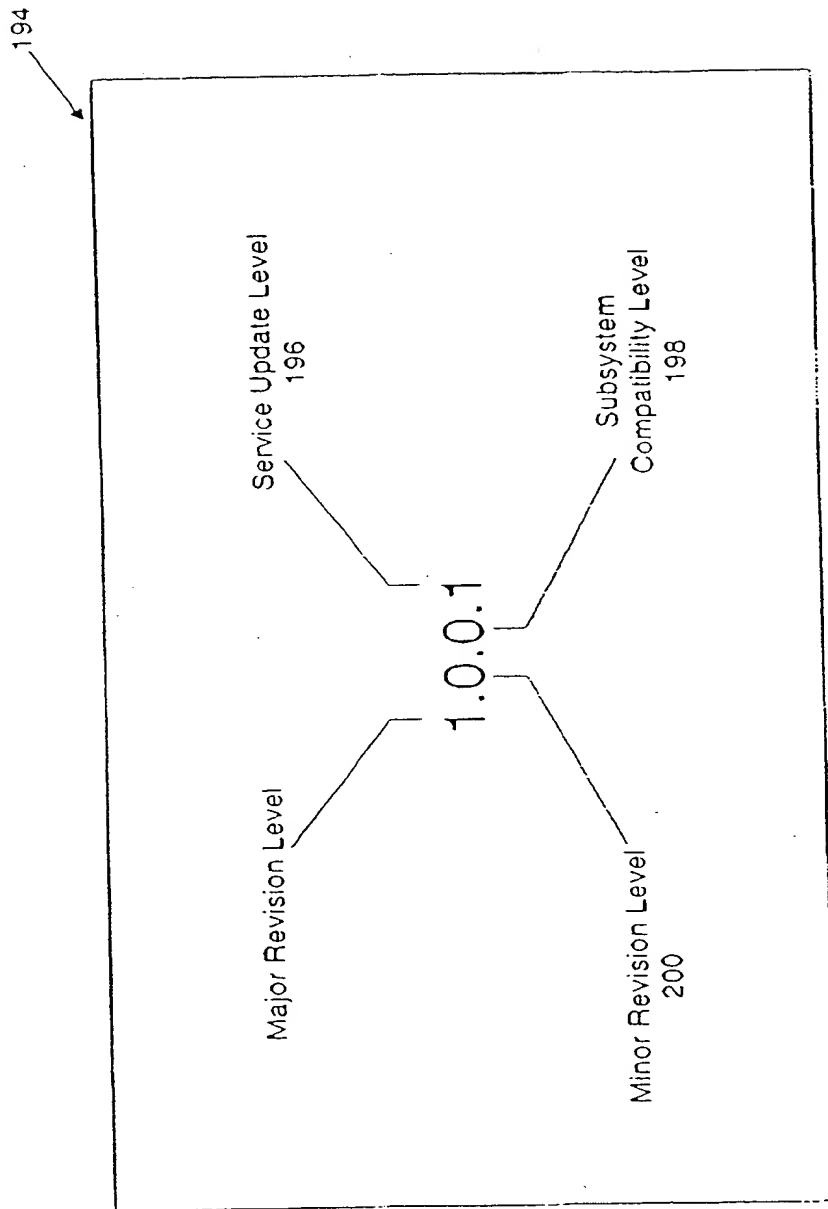 194
Major Revision Level
Service Update Level
196
1.0.0.1
Minor Revision Level
200
Subsystem
Compatibility Level
198